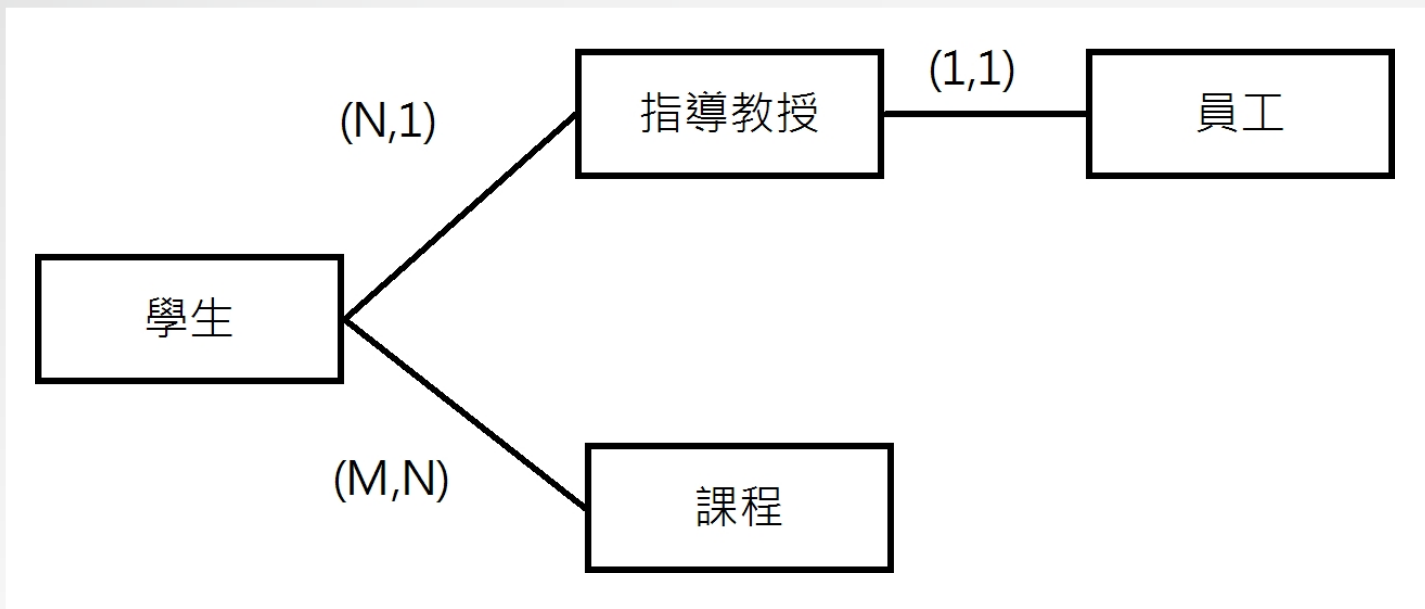 (1,1)
指導教授
員工
(N,1)
學生
(M,N)
課程